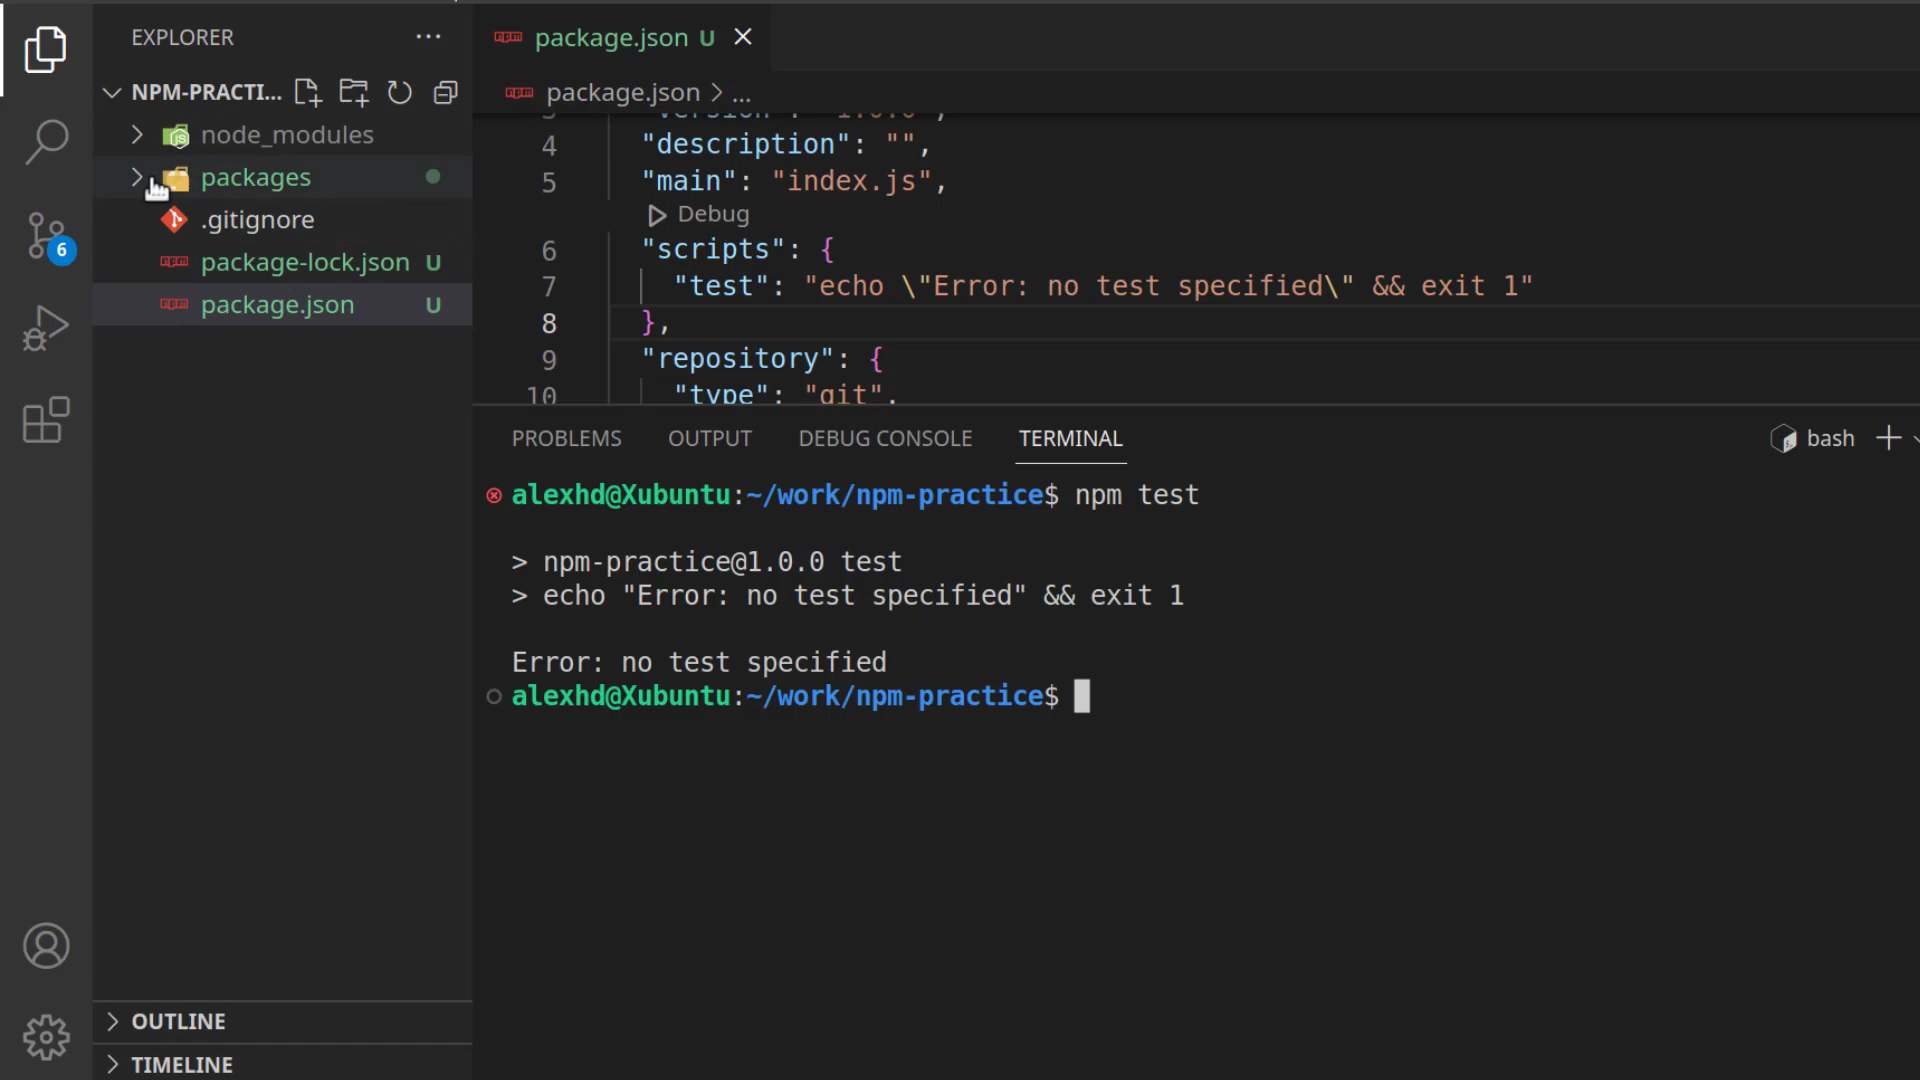 EXPLORER
NPM-PRACTI...
node_modules
packages
.gitignore
package-lock.json U
package.json U
6
OUTLINE
TIMELINE
package.json U
package.json > ...
4 "description": "",
5 "main": "index.js",
Debug
6 "scripts": {
7 "test": "echo \"Error: no test specified\" && exit 1"
8 },
9 "repository": {
10 "type": "git",
PROBLEMS OUTPUT DEBUG CONSOLE TERMINAL
bash
alexhd@Xubuntu:~/work/npm-practice$ npm test
> npm-practice@1.0.0 test
> echo "Error: no test specified" && exit 1
Error: no test specified
alexhd@Xubuntu:~/work/npm-practice$